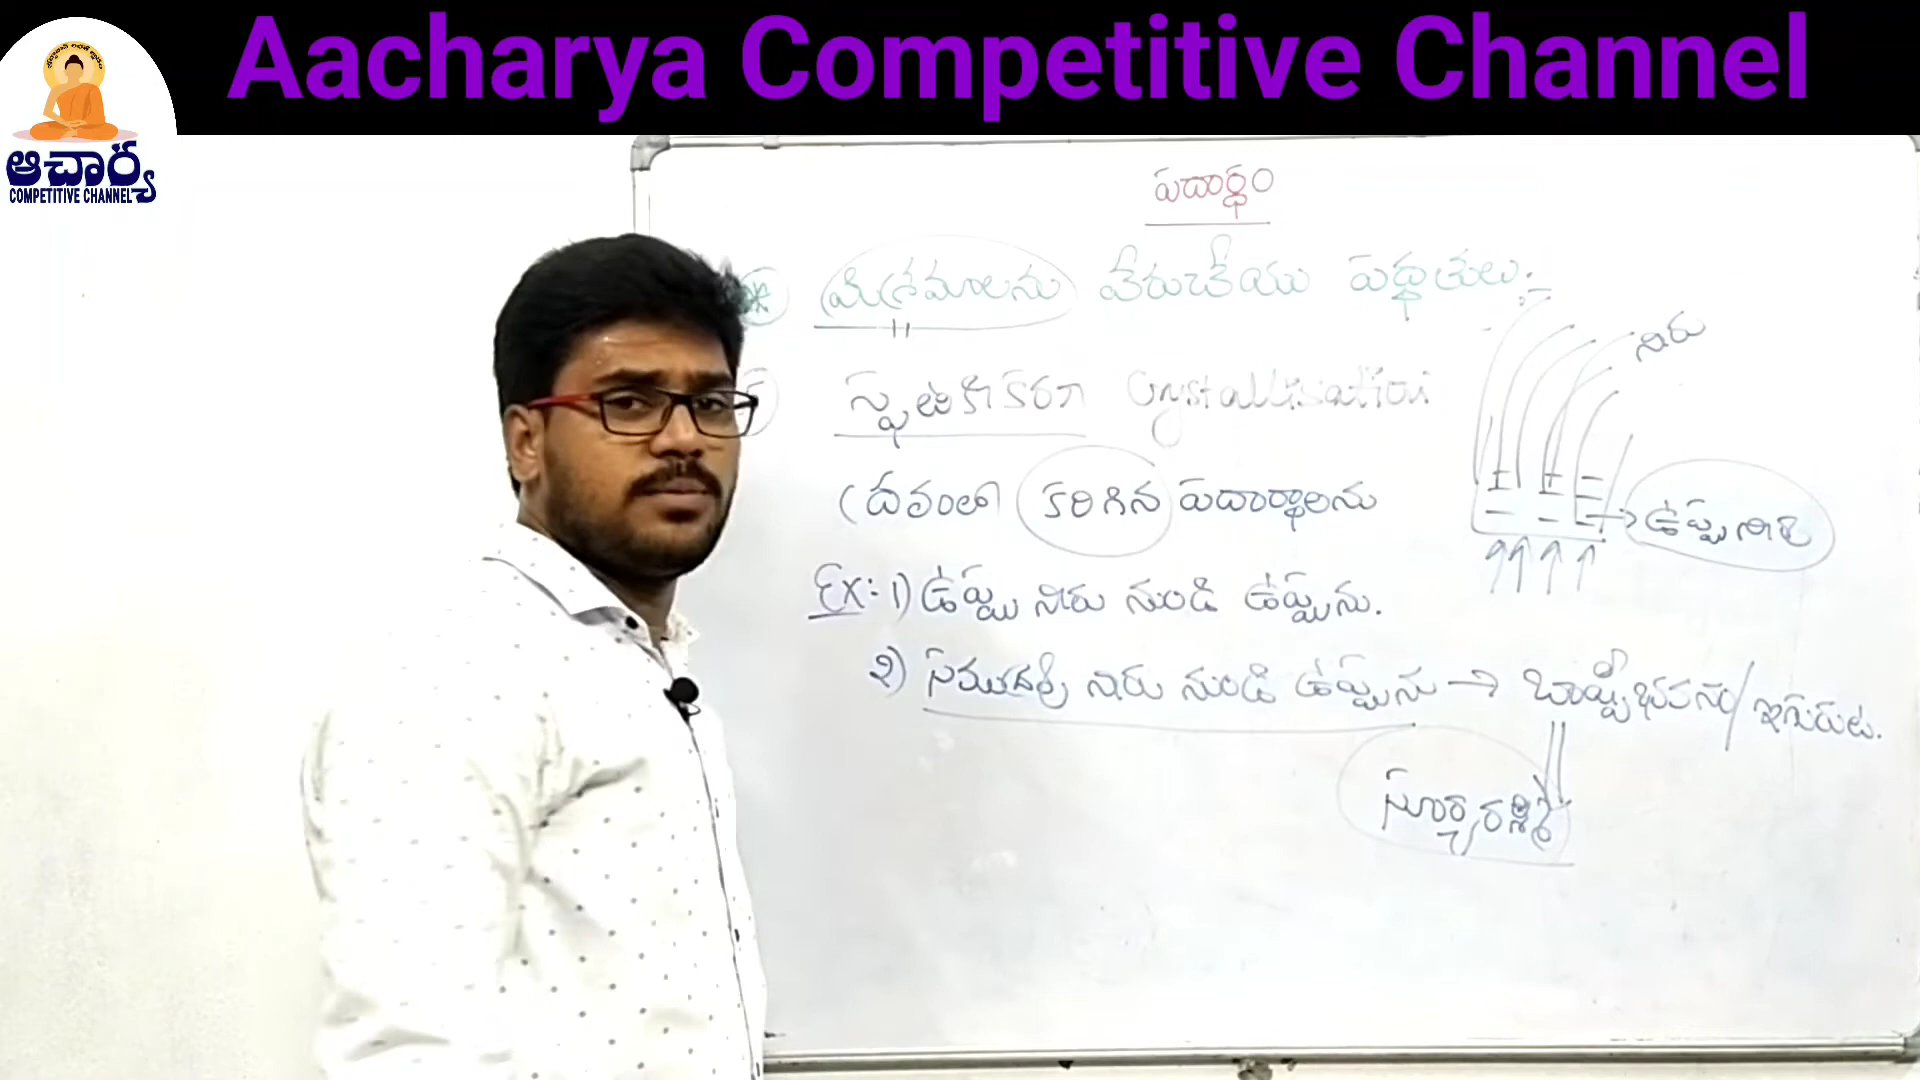 Aacharya Competitive Channel
ఆచార్య
COMPETITIVE CHANNEL
పదార్థం
* మిశ్రమాలను వేరుచేయు పద్ధతులు:-
స్ఫటికీకరణ Crystallisation
ద్రవంలో కరిగిన పదార్థాలను
Ex:- 1) ఉప్పు నీరు నుండి ఉప్పును.
2) సముద్రపు నీరు నుండి ఉప్పును → బాష్పీభవనం/ఇగురుట.
సూర్యరశ్మి
నీరు
ఉప్పు నీరు